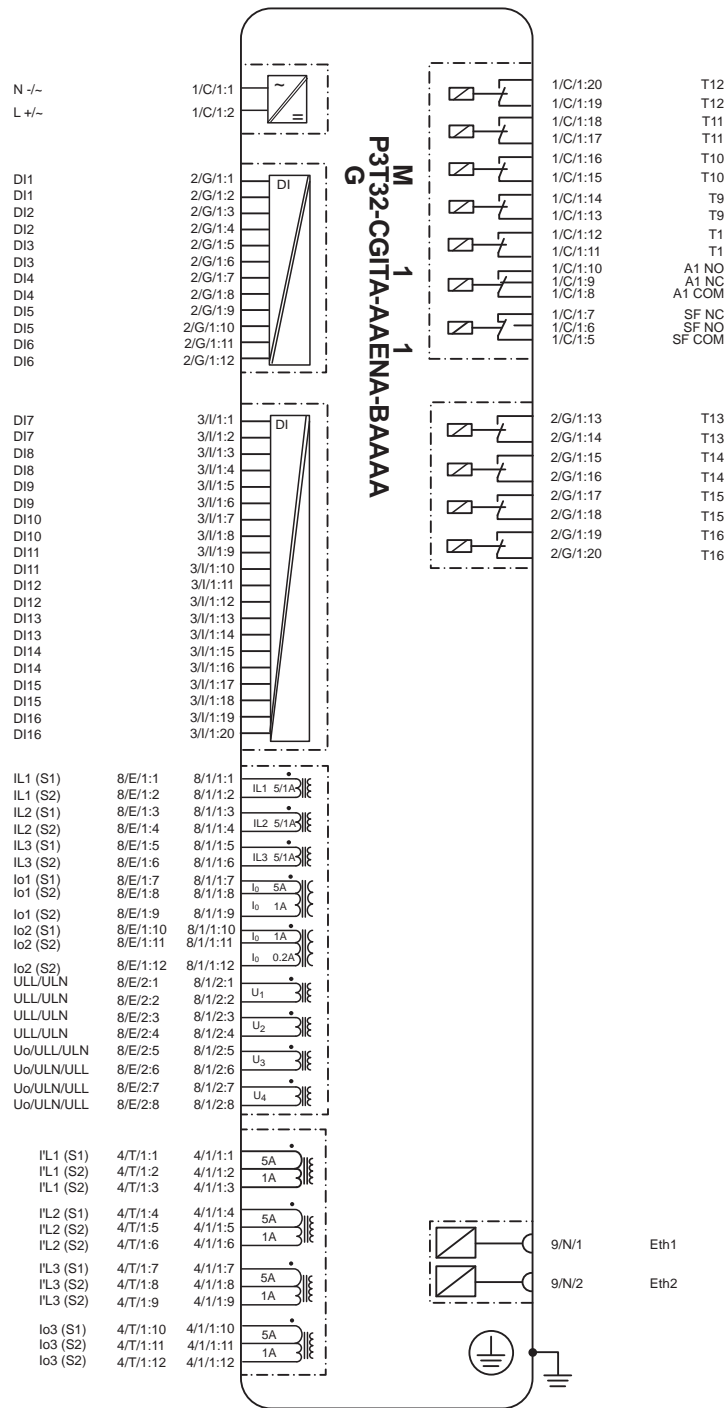 N -/~ 1/C/1:1
L +/~ 1/C/1:2
~
=
DI1 2/G/1:1
DI1 2/G/1:2
DI2 2/G/1:3
DI2 2/G/1:4
DI3 2/G/1:5
DI3 2/G/1:6
DI4 2/G/1:7
DI4 2/G/1:8
DI5 2/G/1:9
DI5 2/G/1:10
DI6 2/G/1:11
DI6 2/G/1:12
DI
DI7 3/I/1:1
DI7 3/I/1:2
DI8 3/I/1:3
DI8 3/I/1:4
DI9 3/I/1:5
DI9 3/I/1:6
DI10 3/I/1:7
DI10 3/I/1:8
DI11 3/I/1:9
DI11 3/I/1:10
DI12 3/I/1:11
DI12 3/I/1:12
DI13 3/I/1:13
DI13 3/I/1:14
DI14 3/I/1:15
DI14 3/I/1:16
DI15 3/I/1:17
DI15 3/I/1:18
DI16 3/I/1:19
DI16 3/I/1:20
DI
IL1 (S1) 8/E/1:1 8/1/1:1
IL1 (S2) 8/E/1:2 8/1/1:2
IL1 5/1A
IL2 (S1) 8/E/1:3 8/1/1:3
IL2 (S2) 8/E/1:4 8/1/1:4
IL2 5/1A
IL3 (S1) 8/E/1:5 8/1/1:5
IL3 (S2) 8/E/1:6 8/1/1:6
IL3 5/1A
Io1 (S1) 8/E/1:7 8/1/1:7
Io1 (S2) 8/E/1:8 8/1/1:8
Io1 (S2) 8/E/1:9 8/1/1:9
I0 5A
I0 1A
Io2 (S1) 8/E/1:10 8/1/1:10
Io2 (S2) 8/E/1:11 8/1/1:11
Io2 (S2) 8/E/1:12 8/1/1:12
I0 1A
I0 0.2A
ULL/ULN 8/E/2:1 8/1/2:1
ULL/ULN 8/E/2:2 8/1/2:2
U1
ULL/ULN 8/E/2:3 8/1/2:3
ULL/ULN 8/E/2:4 8/1/2:4
U2
Uo/ULL/ULN 8/E/2:5 8/1/2:5
Uo/ULN/ULL 8/E/2:6 8/1/2:6
U3
Uo/ULN/ULL 8/E/2:7 8/1/2:7
Uo/ULN/ULL 8/E/2:8 8/1/2:8
U4
I'L1 (S1) 4/T/1:1 4/1/1:1
I'L1 (S2) 4/T/1:2 4/1/1:2
I'L1 (S2) 4/T/1:3 4/1/1:3
5A
1A
I'L2 (S1) 4/T/1:4 4/1/1:4
I'L2 (S2) 4/T/1:5 4/1/1:5
I'L2 (S2) 4/T/1:6 4/1/1:6
5A
1A
I'L3 (S1) 4/T/1:7 4/1/1:7
I'L3 (S2) 4/T/1:8 4/1/1:8
I'L3 (S2) 4/T/1:9 4/1/1:9
5A
1A
Io3 (S1) 4/T/1:10 4/1/1:10
Io3 (S2) 4/T/1:11 4/1/1:11
Io3 (S2) 4/T/1:12 4/1/1:12
5A
1A
M 1 1
P3T32-CGITA-AAENA-BAAAA
G
1/C/1:20 T12
1/C/1:19 T12
1/C/1:18 T11
1/C/1:17 T11
1/C/1:16 T10
1/C/1:15 T10
1/C/1:14 T9
1/C/1:13 T9
1/C/1:12 T1
1/C/1:11 T1
1/C/1:10 A1 NO
1/C/1:9 A1 NC
1/C/1:8 A1 COM
1/C/1:7 SF NC
1/C/1:6 SF NO
1/C/1:5 SF COM
2/G/1:13 T13
2/G/1:14 T13
2/G/1:15 T14
2/G/1:16 T14
2/G/1:17 T15
2/G/1:18 T15
2/G/1:19 T16
2/G/1:20 T16
9/N/1 Eth1
9/N/2 Eth2